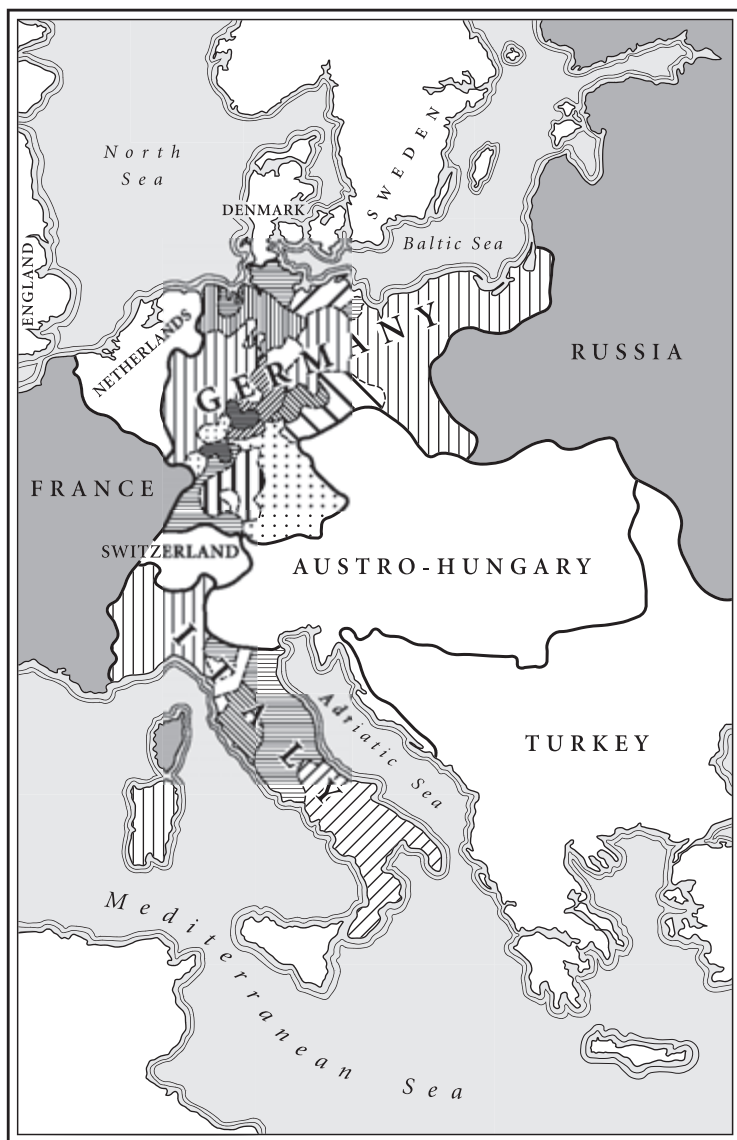 North
Sea
SWEDEN
DENMARK
Baltic Sea
ENGLAND
NETHERLANDS
GERMANY
RUSSIA
FRANCE
SWITZERLAND
AUSTRO-HUNGARY
ITALY
Adriatic Sea
TURKEY
Mediterranean Sea